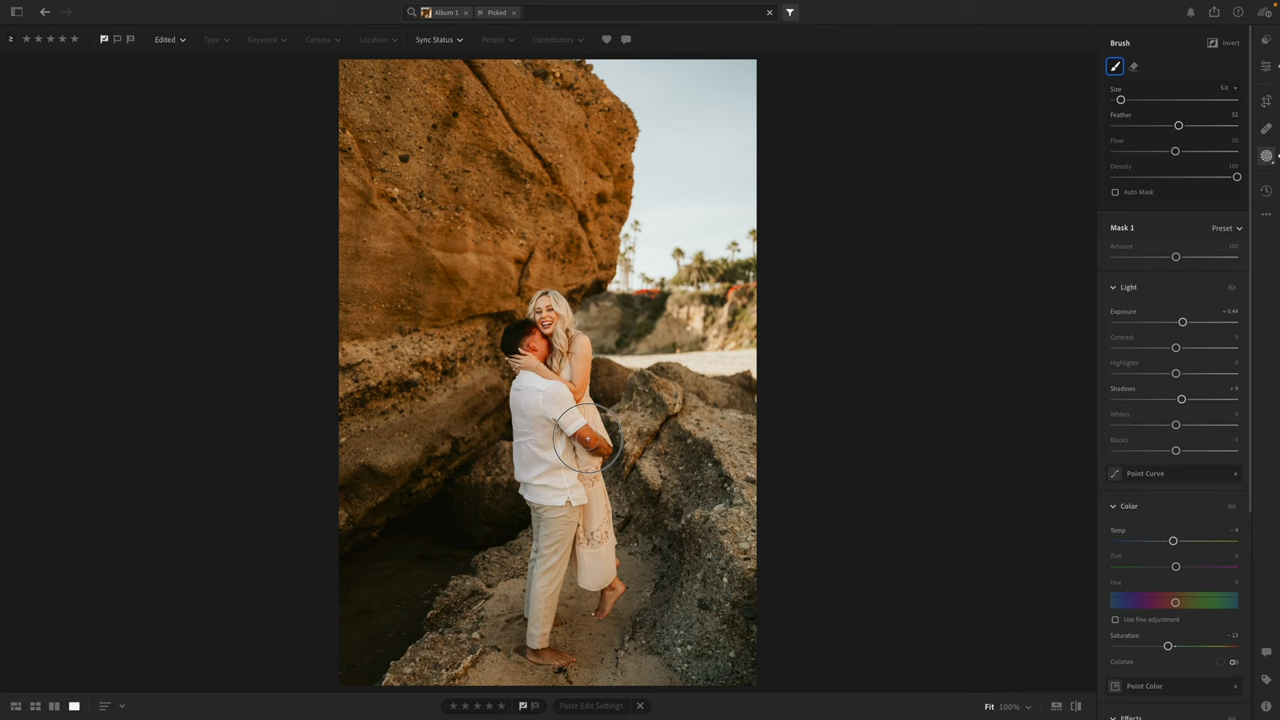 Album 1 × Picked ×
≥ Edited Type Keyword Camera Location Sync Status People Contributors
Brush Invert
Size 5.0
Feather 52
Flow 50
Density 100
Auto Mask
Mask 1 Preset
Amount 100
Light
Exposure + 0.44
Contrast 0
Highlights 0
Shadows + 9
Whites 0
Blacks 0
Point Curve
Color
Temp – 4
Tint 0
Hue 0
Use fine adjustment
Saturation – 13
Colorize
Point Color
Effects
Paste Edit Settings
Fit 100%